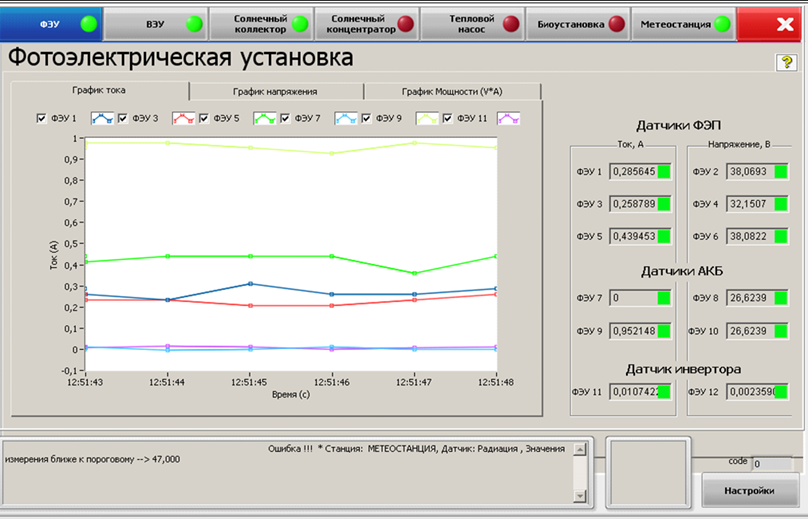 ФЭУ
ВЭУ
Солнечный коллектор
Солнечный концентратор
Тепловой насос
Биоустановка
Метеостанция
Фотоэлектрическая установка
?
График тока
График напряжения
График Мощности (V*A)
ФЭУ 1
ФЭУ 3
ФЭУ 5
ФЭУ 7
ФЭУ 9
ФЭУ 11
Ток (А)
1
0,9
0,8
0,7
0,6
0,5
0,4
0,3
0,2
0,1
0
-0,1
12:51:43
12:51:44
12:51:45
12:51:46
12:51:47
12:51:48
Время (с)
Датчики ФЭП
Ток, А
Напряжение, В
ФЭУ 1 0,285645
ФЭУ 2 38,0693
ФЭУ 3 0,258789
ФЭУ 4 32,1507
ФЭУ 5 0,439453
ФЭУ 6 38,0822
Датчики АКБ
ФЭУ 7 0
ФЭУ 8 26,6239
ФЭУ 9 0,952148
ФЭУ 10 26,6239
Датчик инвертора
ФЭУ 11 0,010742
ФЭУ 12 0,002359
Ошибка !!! * Станция: МЕТЕОСТАНЦИЯ, Датчик: Радиация , Значения
измерения ближе к пороговому --> 47,000
code 0
Настройки